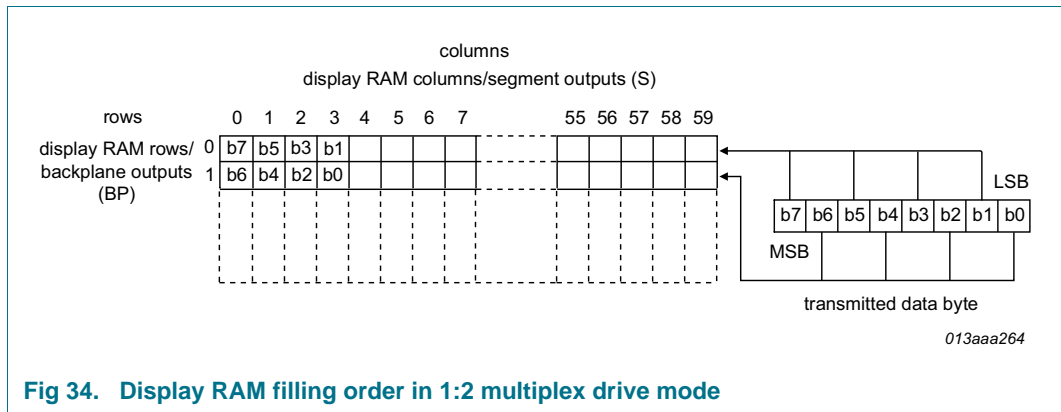 columns
display RAM columns/segment outputs (S)
rows 0 1 2 3 4 5 6 7 55 56 57 58 59
display RAM rows/ 0 b7 b5 b3 b1
backplane outputs 1 b6 b4 b2 b0
(BP)
LSB
b7 b6 b5 b4 b3 b2 b1 b0
MSB
transmitted data byte
013aaa264
Fig 34. Display RAM filling order in 1:2 multiplex drive mode